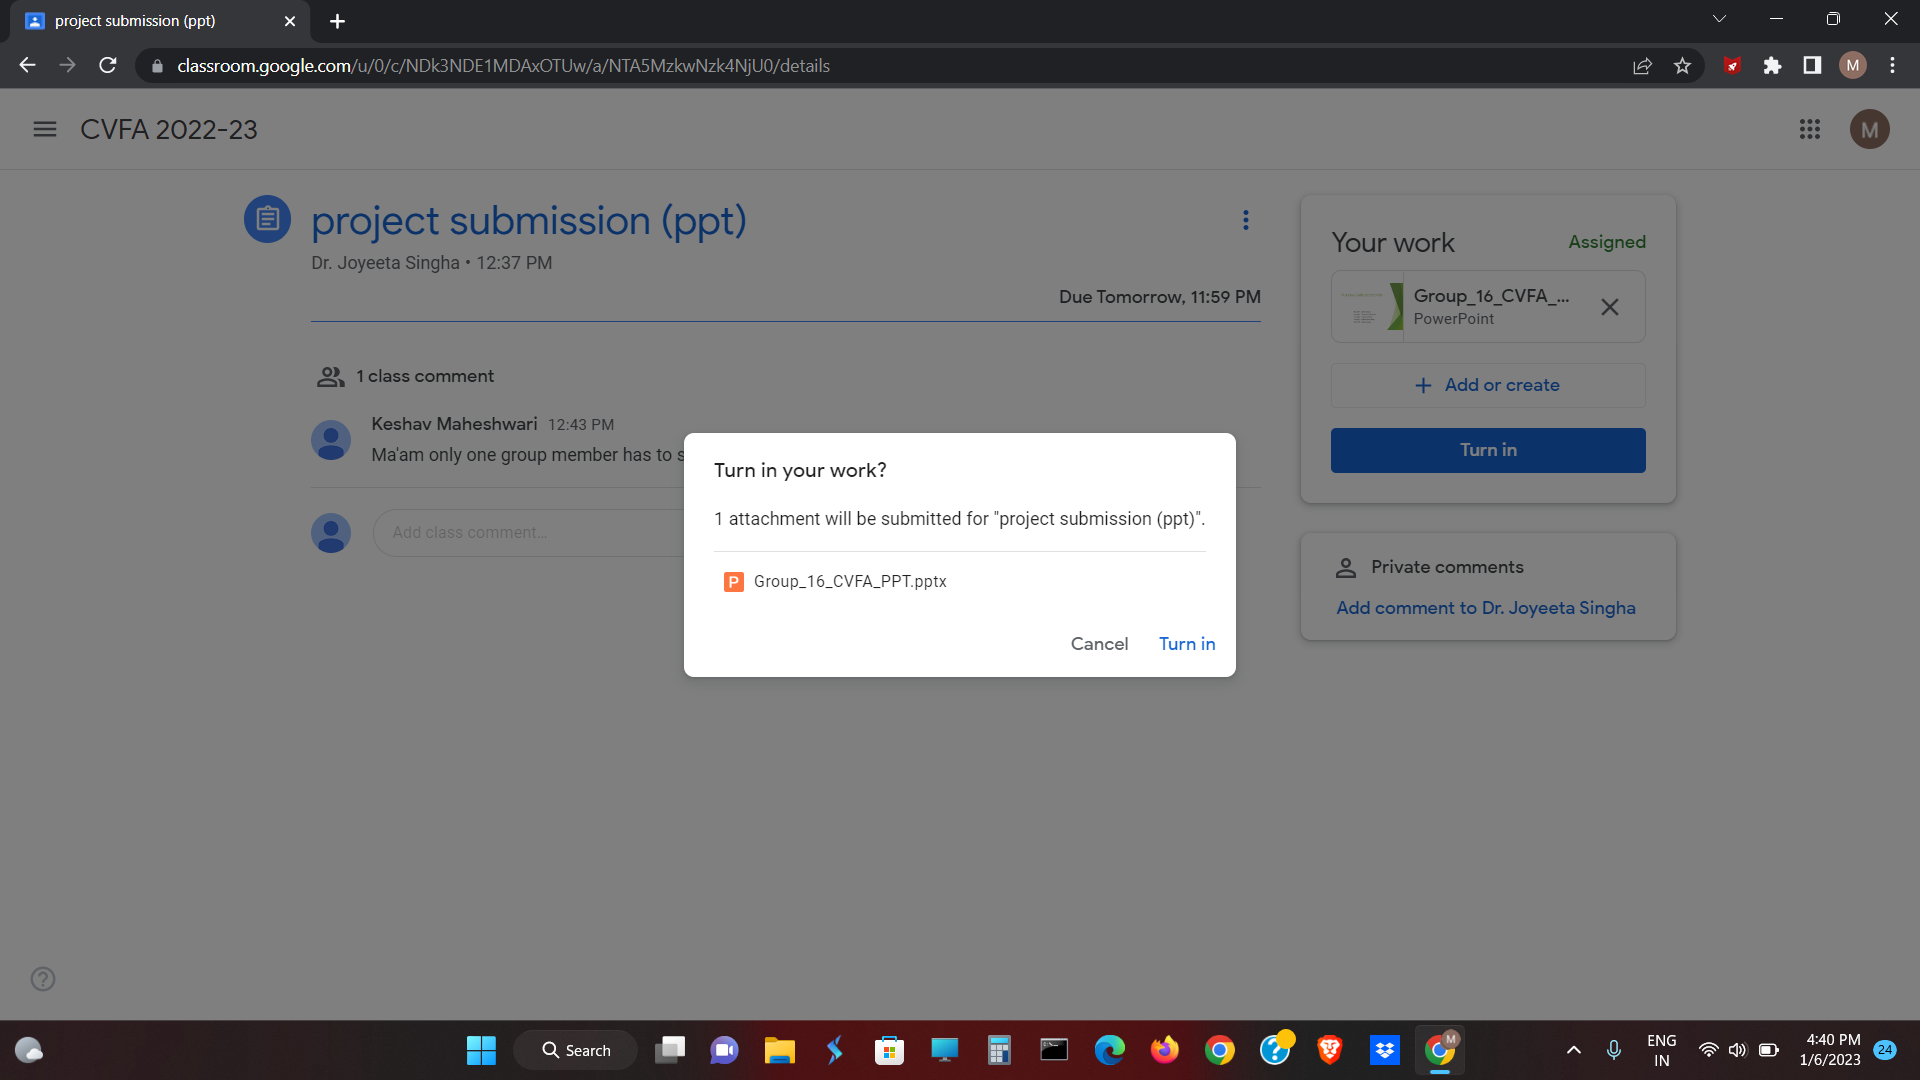 project submission (ppt)
classroom.google.com/u/0/c/NDk3NDE1MDAxOTUw/a/NTA5MzkwNzk4NjU0/details
M
CVFA 2022-23
M
project submission (ppt)
Dr. Joyeeta Singha • 12:37 PM
Due Tomorrow, 11:59 PM
1 class comment
Keshav Maheshwari 12:43 PM
Ma'am only one group member has to s
Add class comment...
Your work
Assigned
Group_16_CVFA_...
PowerPoint
+ Add or create
Turn in
Private comments
Add comment to Dr. Joyeeta Singha
Turn in your work?
1 attachment will be submitted for "project submission (ppt)".
P Group_16_CVFA_PPT.pptx
Cancel Turn in
Search
M
ENG
IN
4:40 PM
1/6/2023
24